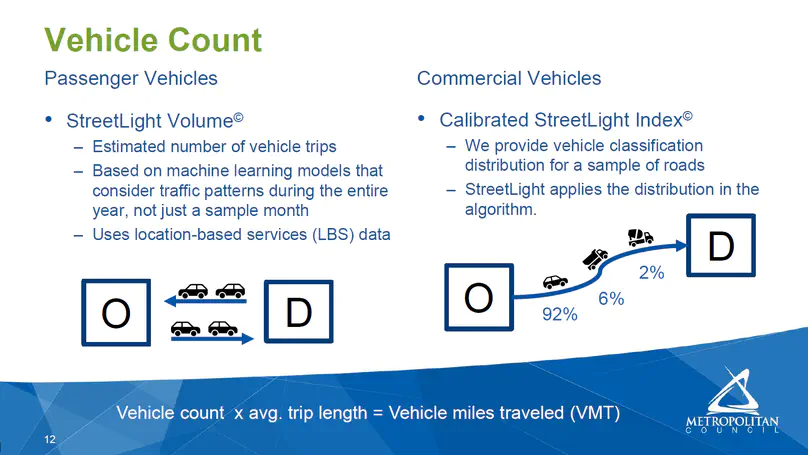 Vehicle Count
Passenger Vehicles
• StreetLight Volume©
– Estimated number of vehicle trips
– Based on machine learning models that
consider traffic patterns during the entire
year, not just a sample month
– Uses location-based services (LBS) data
O
D
Commercial Vehicles
• Calibrated StreetLight Index©
– We provide vehicle classification
distribution for a sample of roads
– StreetLight applies the distribution in the
algorithm.
O
92%
6%
2%
D
Vehicle count x avg. trip length = Vehicle miles traveled (VMT)
12
METROPOLITAN
COUNCIL